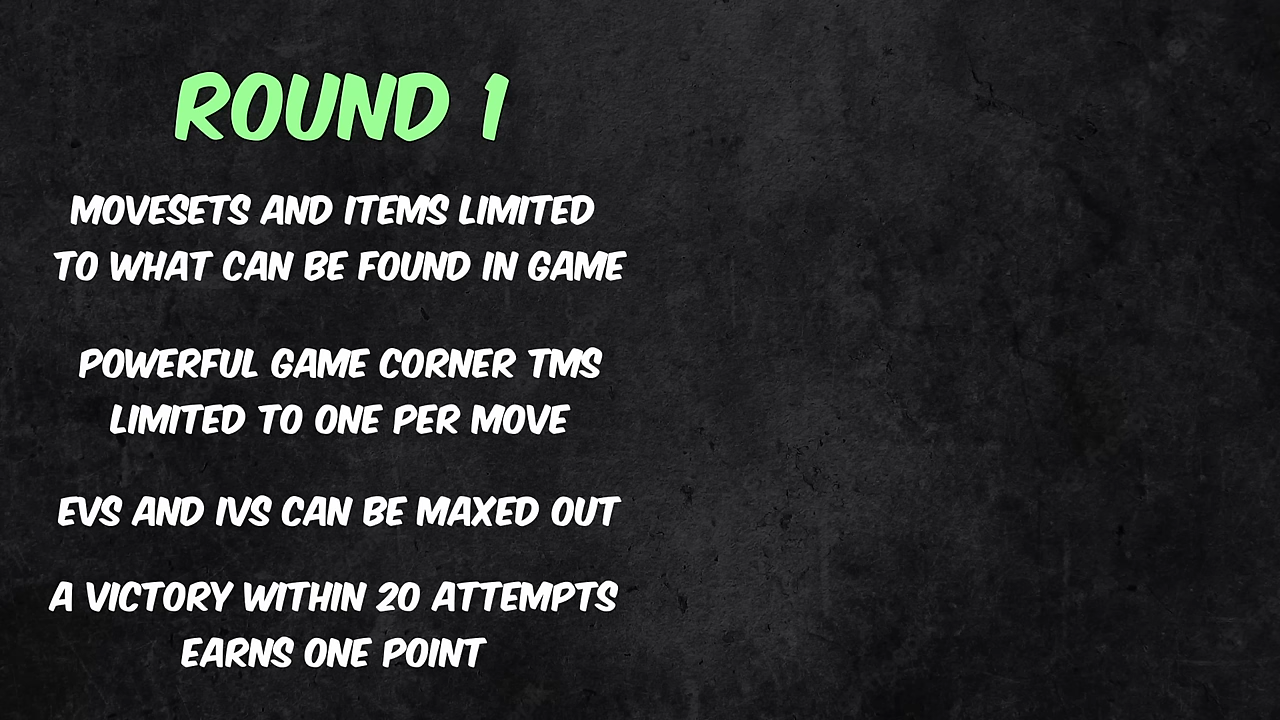 ROUND 1
MOVESETS AND ITEMS LIMITED
TO WHAT CAN BE FOUND IN GAME
POWERFUL GAME CORNER TMS
LIMITED TO ONE PER MOVE
EVS AND IVS CAN BE MAXED OUT
A VICTORY WITHIN 20 ATTEMPTS
EARNS ONE POINT